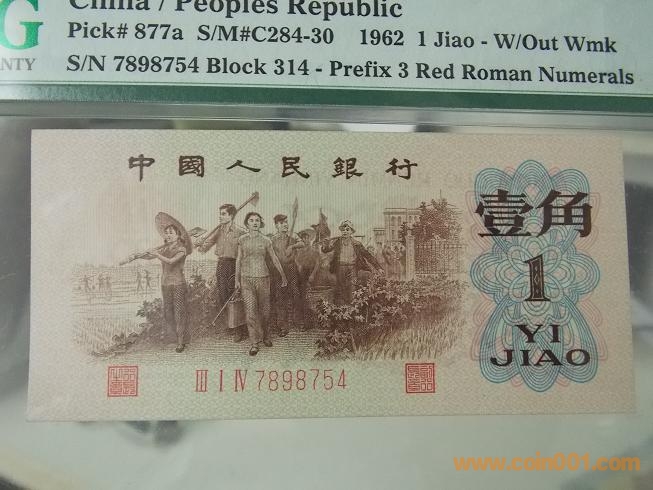 China / Peoples Republic
G
Pick# 877a S/M#C284-30 1962 1 Jiao - W/Out Wmk
NTY S/N 7898754 Block 314 - Prefix 3 Red Roman Numerals
中國人民銀行
壹角
1
YI
JIAO
III I IV 7898754
www.coin001.com